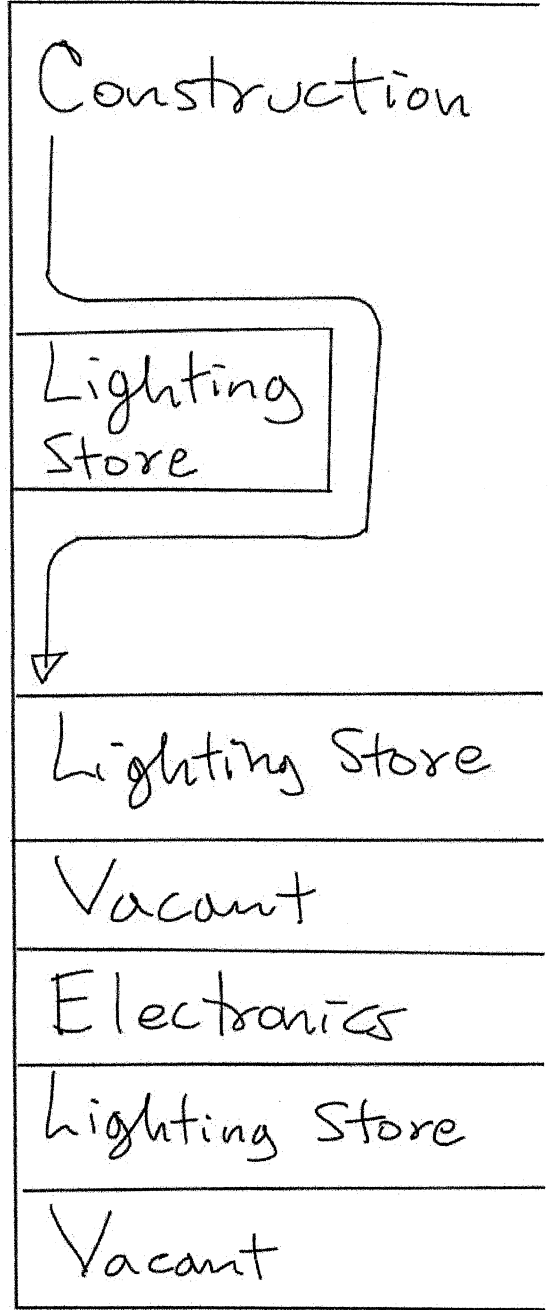 Construction
Lighting
Store
Lighting Store
Vacant
Electronics
Lighting Store
Vacant